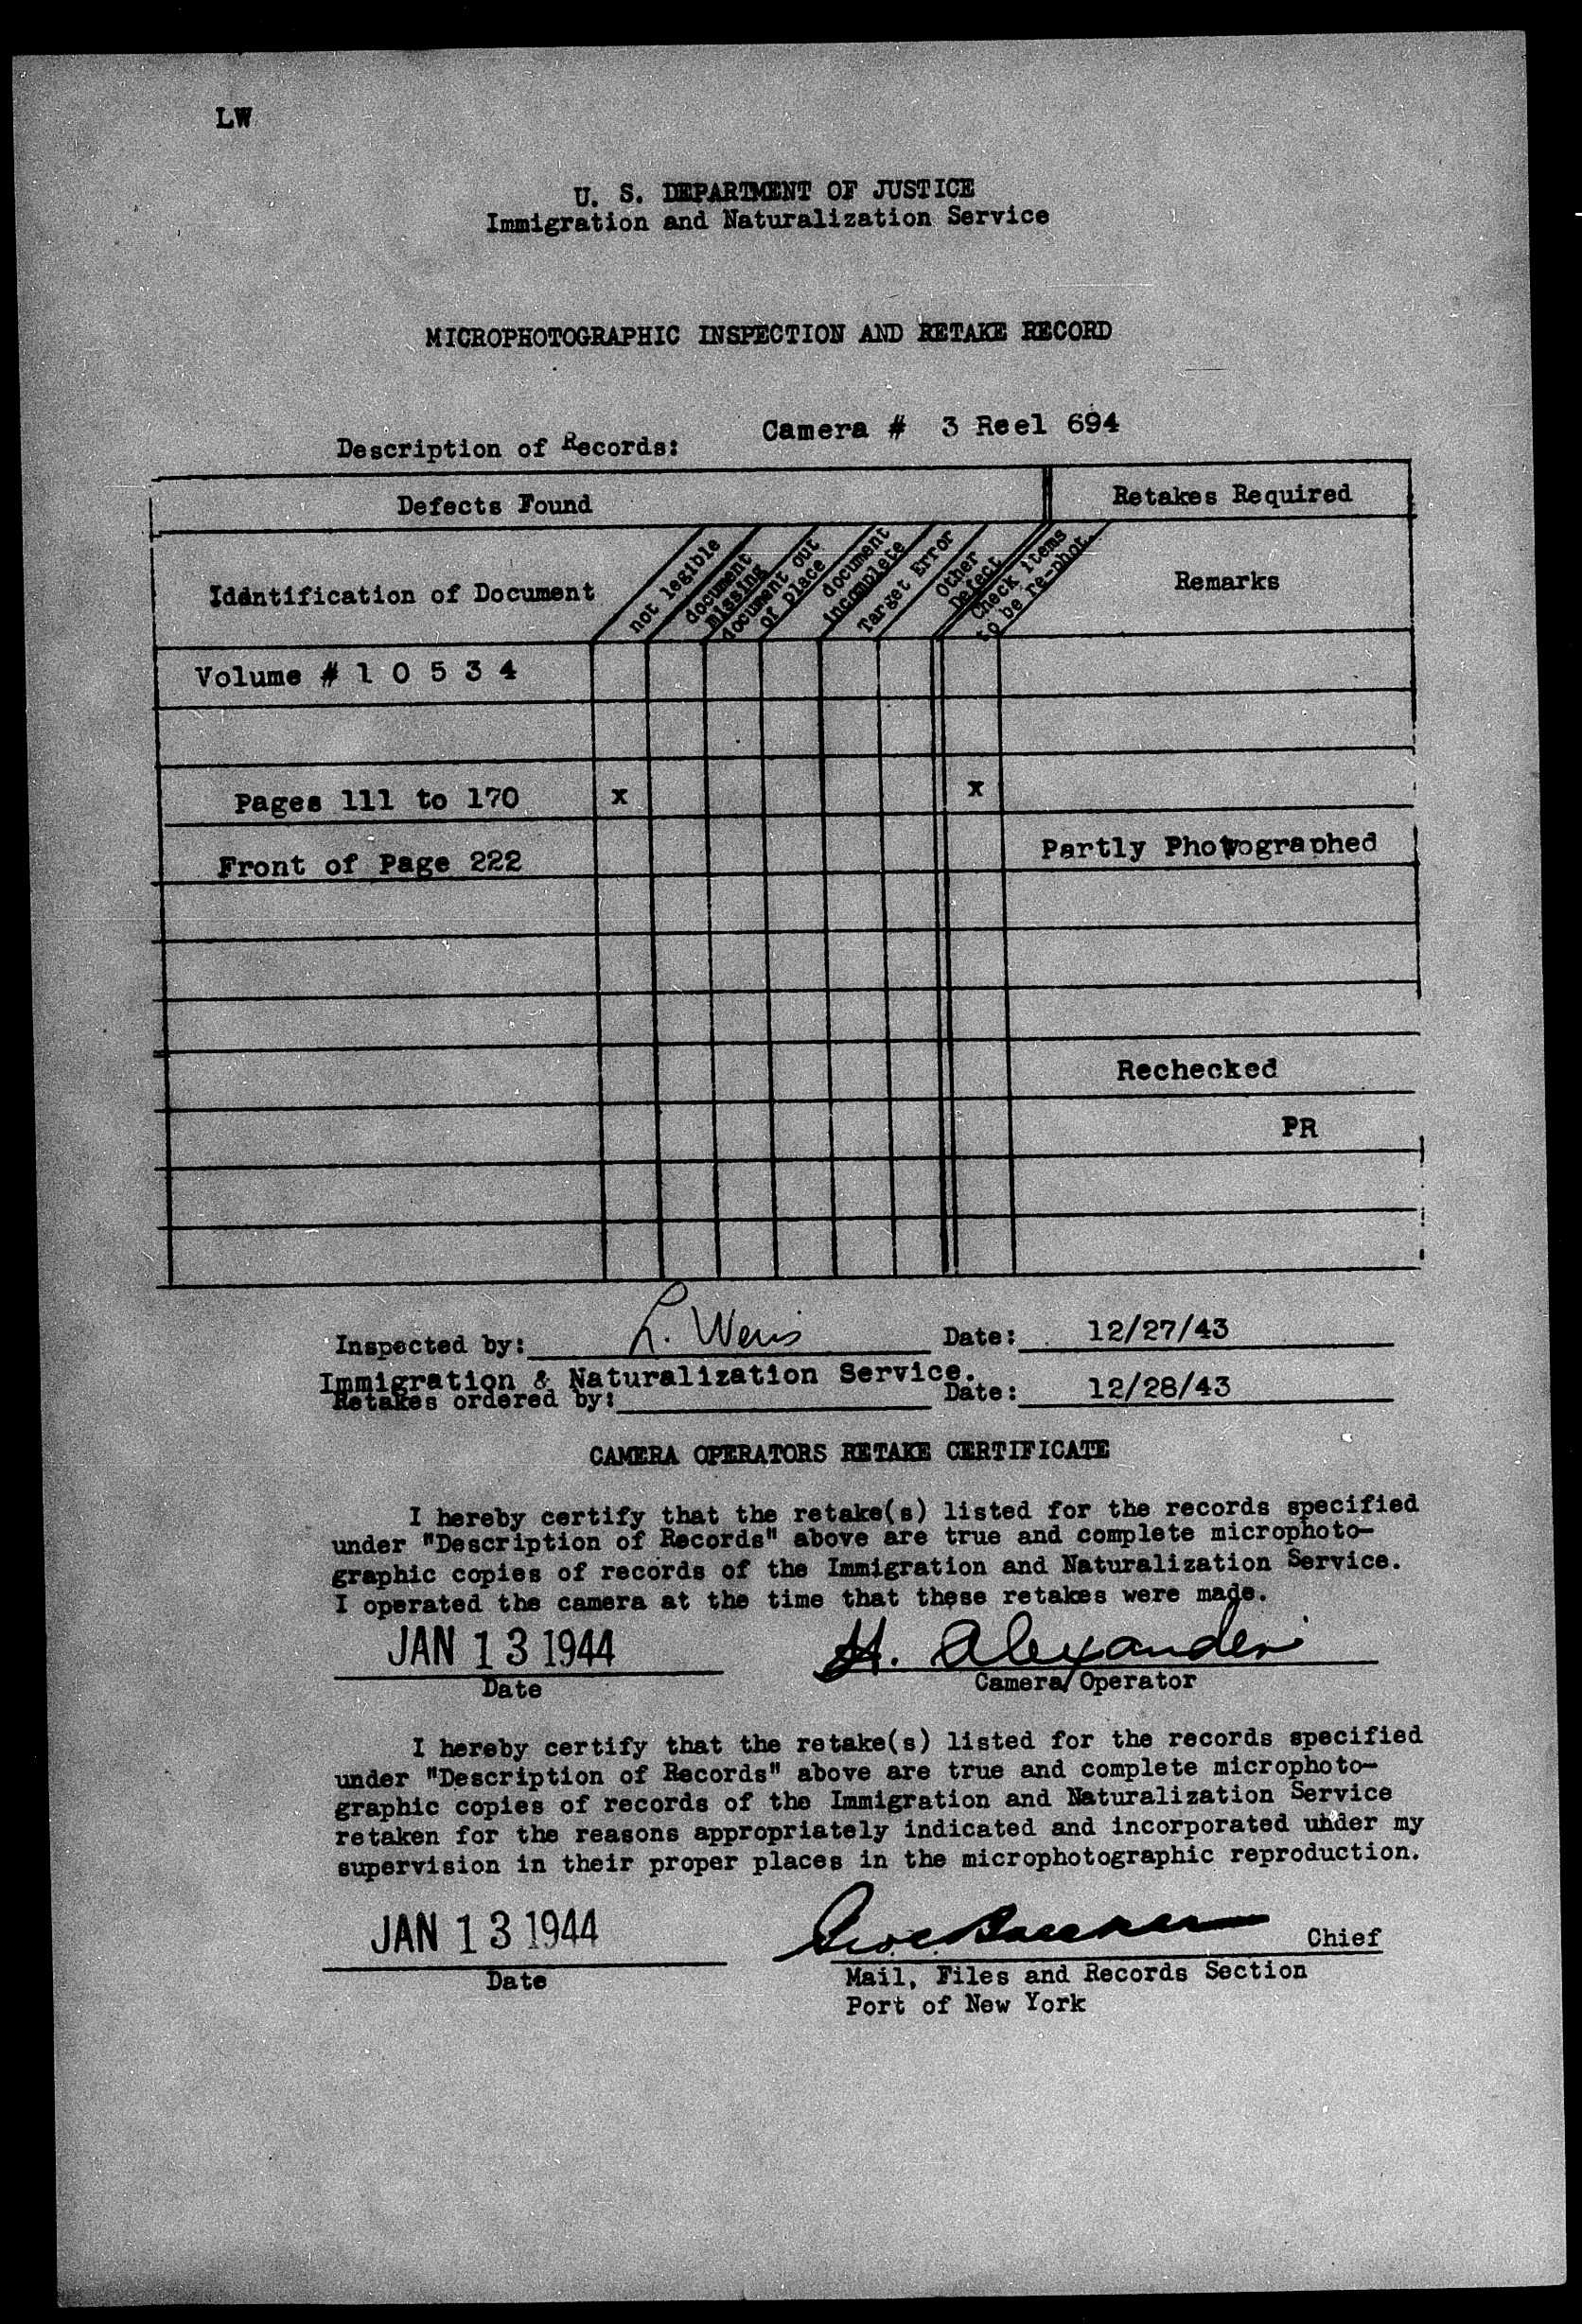 LW
U. S. DEPARTMENT OF JUSTICE
Immigration and Naturalization Service
MICROPHOTOGRAPHIC INSPECTION AND RETAKE RECORD
Description of Records: Camera # 3 Reel 694
Defects Found Retakes Required
Identification of Document
not legible
document
missing
document out
of place
document
incomplete
Target Error
Other
Defect
Check items
to be re-phot.
Remarks
Volume # 1 0 5 3 4
Pages 111 to 170 x x
Front of Page 222 Partly Photographed
Rechecked
PR
Inspected by: L. Weis Date: 12/27/43
Immigration & Naturalization Service.
Retakes ordered by: Date: 12/28/43
CAMERA OPERATORS RETAKE CERTIFICATE
I hereby certify that the retake(s) listed for the records specified
under "Description of Records" above are true and complete microphoto-
graphic copies of records of the Immigration and Naturalization Service.
I operated the camera at the time that these retakes were made.
JAN 13 1944 H. Alexander
Date Camera Operator
I hereby certify that the retake(s) listed for the records specified
under "Description of Records" above are true and complete microphoto-
graphic copies of records of the Immigration and Naturalization Service
retaken for the reasons appropriately indicated and incorporated under my
supervision in their proper places in the microphotographic reproduction.
JAN 13 1944 Chief
Date Mail, Files and Records Section
Port of New York